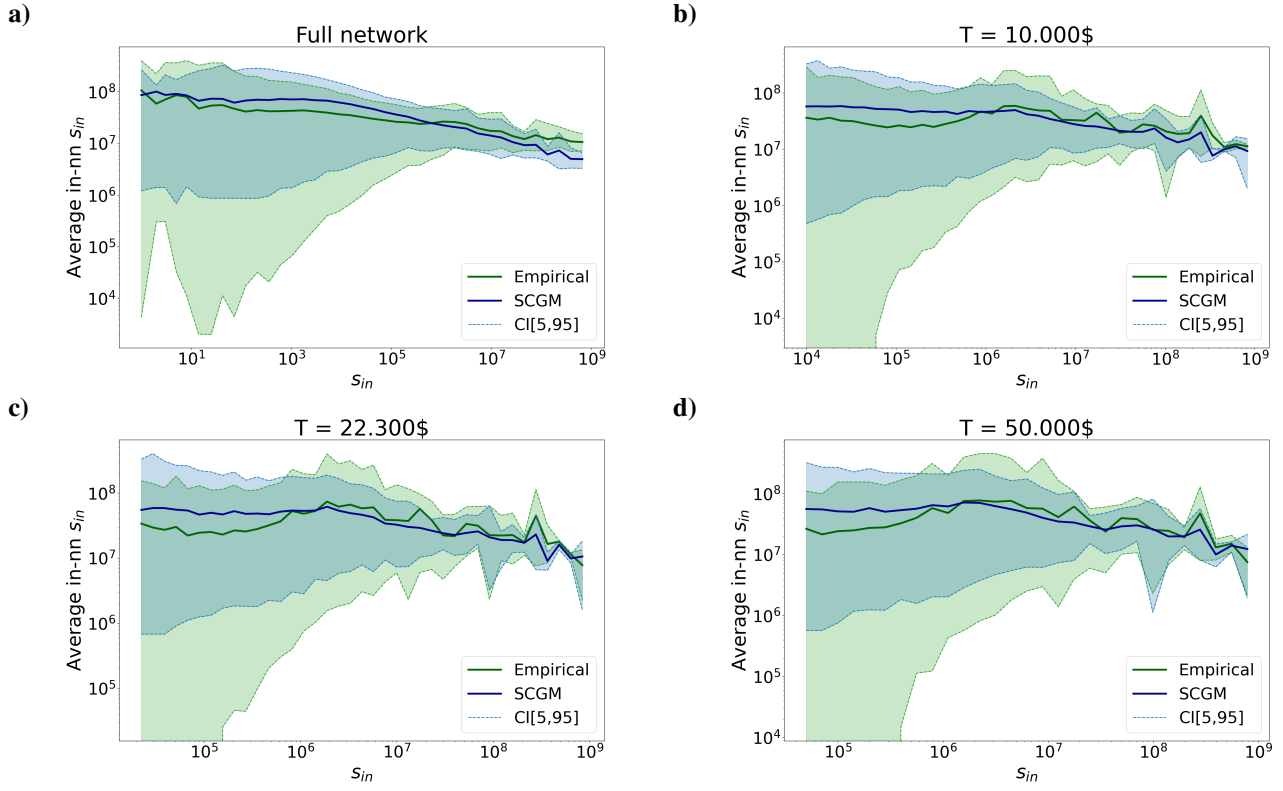 a)
Full network
Average in-nn s_in
10^8
10^7
10^6
10^5
10^4
10^1
10^3
10^5
10^7
10^9
s_in
Empirical
SCGM
CI[5,95]
b)
T = 10.000$
Average in-nn s_in
10^8
10^7
10^6
10^5
10^4
10^4
10^5
10^6
10^7
10^8
10^9
s_in
Empirical
SCGM
CI[5,95]
c)
T = 22.300$
Average in-nn s_in
10^8
10^7
10^6
10^5
10^5
10^6
10^7
10^8
10^9
s_in
Empirical
SCGM
CI[5,95]
d)
T = 50.000$
Average in-nn s_in
10^8
10^7
10^6
10^5
10^4
10^5
10^6
10^7
10^8
10^9
s_in
Empirical
SCGM
CI[5,95]